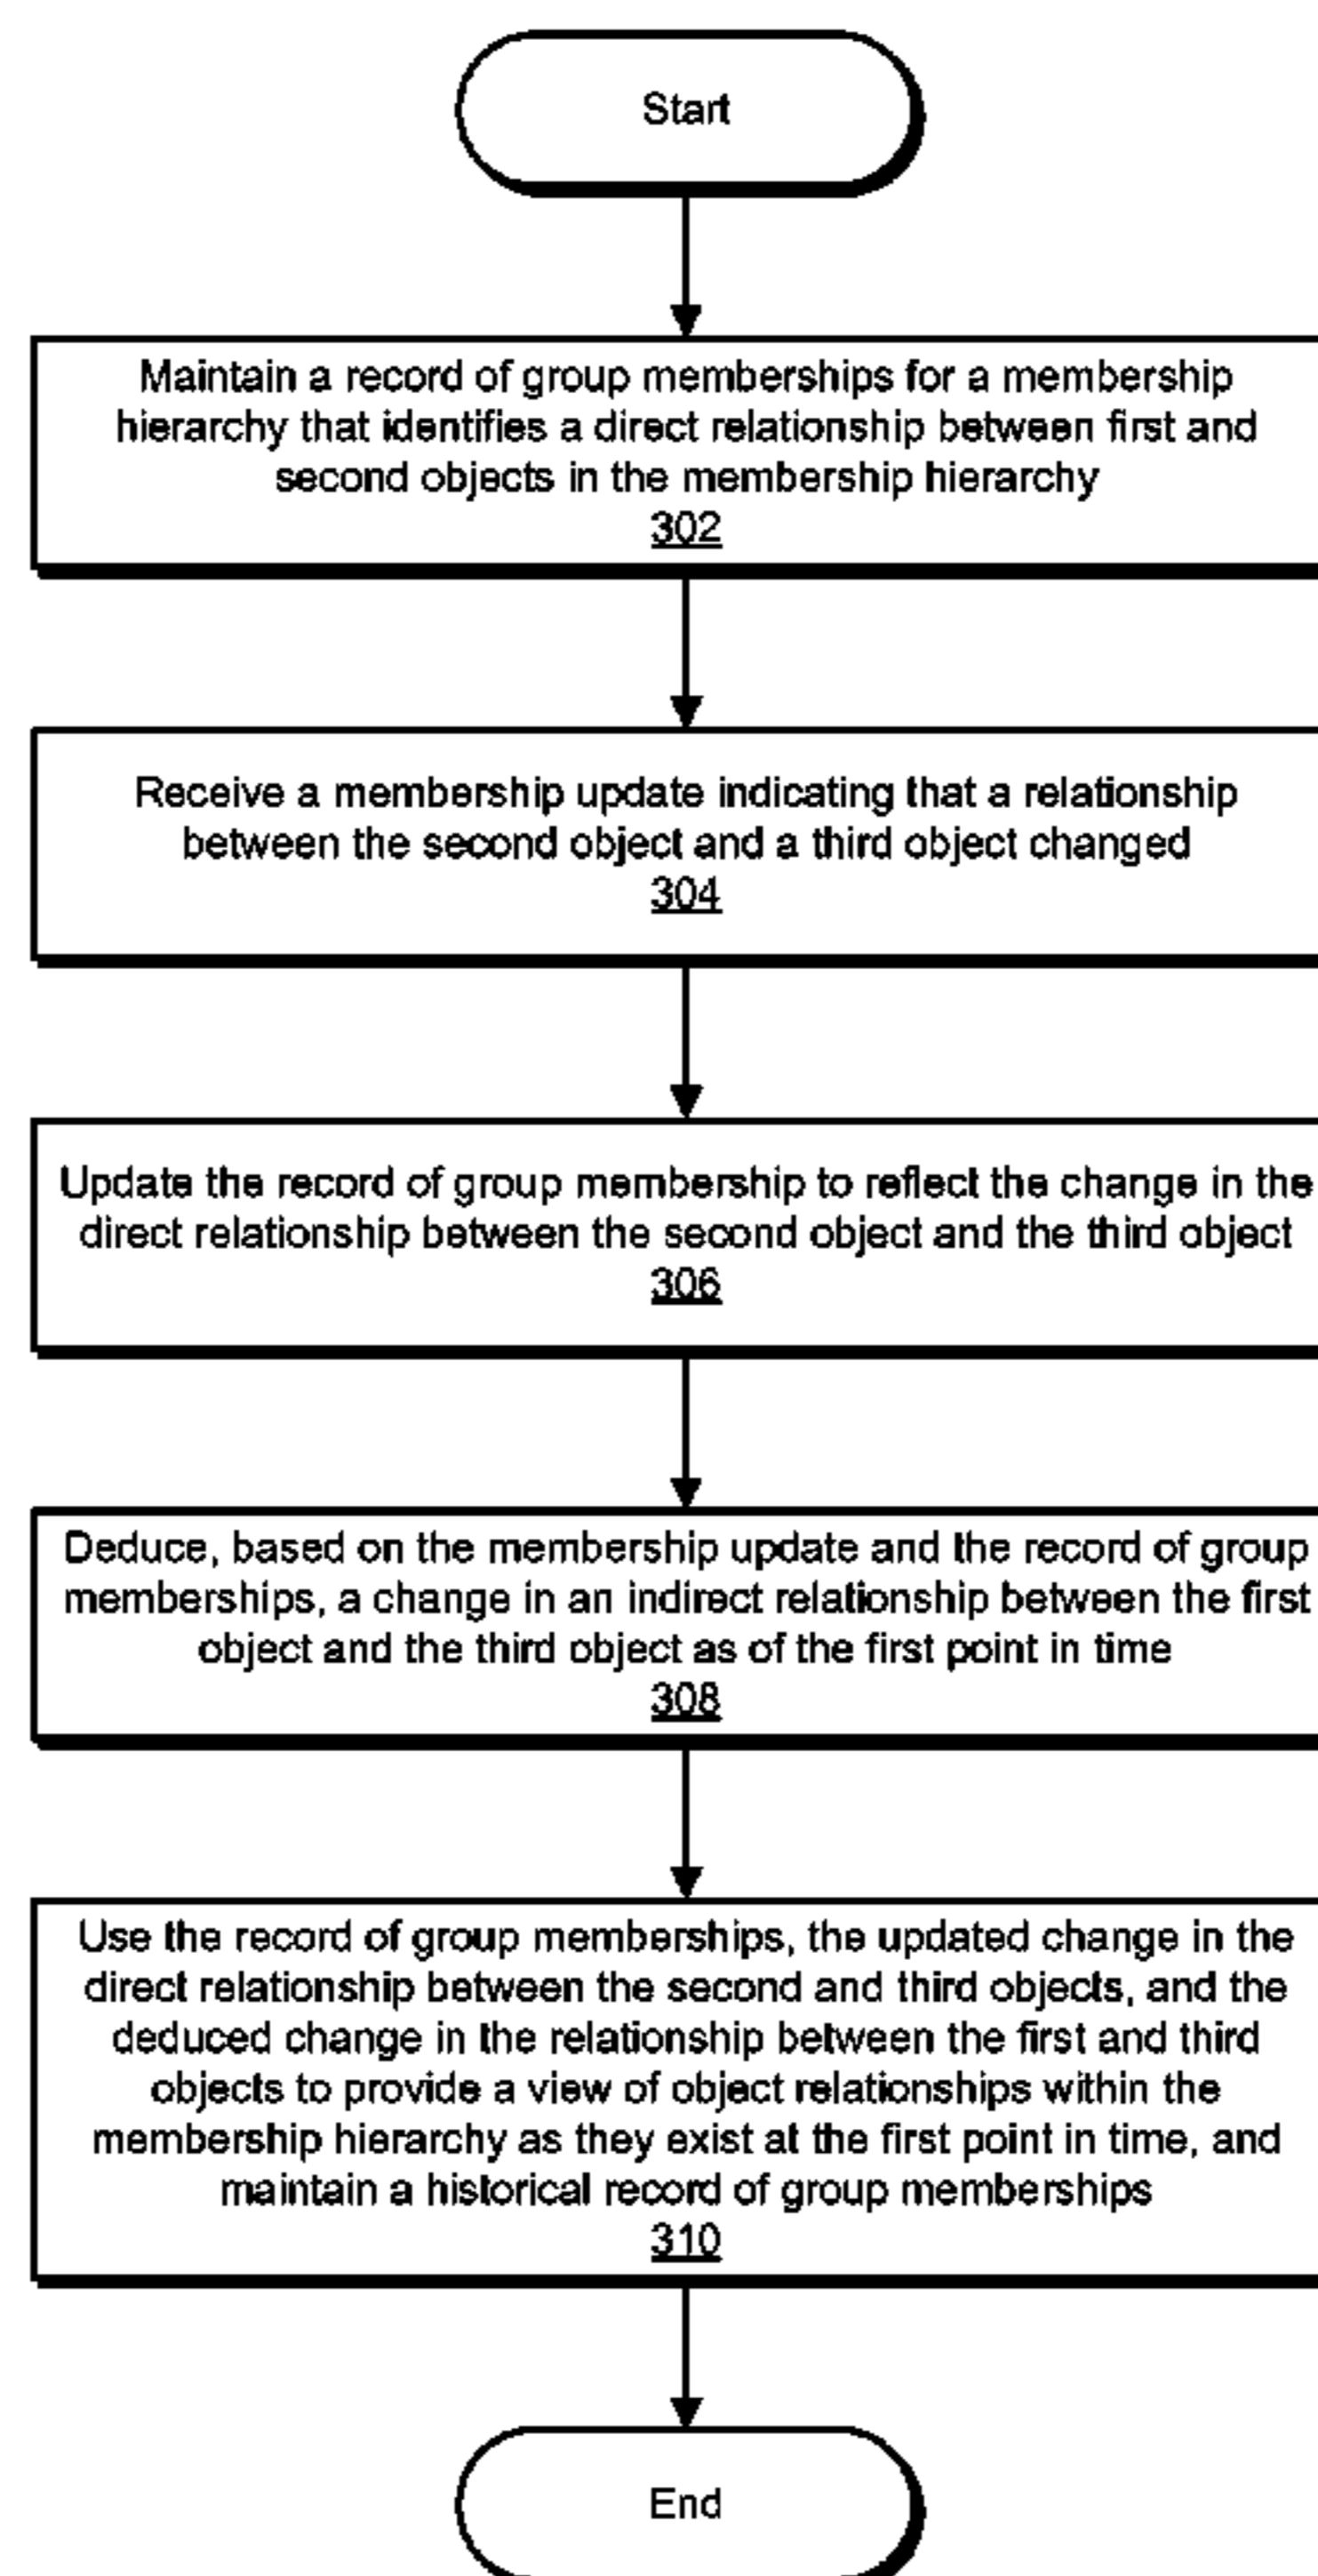 Start
Maintain a record of group memberships for a membership
hierarchy that identifies a direct relationship between first and
second objects in the membership hierarchy
302
Receive a membership update indicating that a relationship
between the second object and a third object changed
304
Update the record of group membership to reflect the change in the
direct relationship between the second object and the third object
306
Deduce, based on the membership update and the record of group
memberships, a change in an indirect relationship between the first
object and the third object as of the first point in time
308
Use the record of group memberships, the updated change in the
direct relationship between the second and third objects, and the
deduced change in the relationship between the first and third
objects to provide a view of object relationships within the
membership hierarchy as they exist at the first point in time, and
maintain a historical record of group memberships
310
End